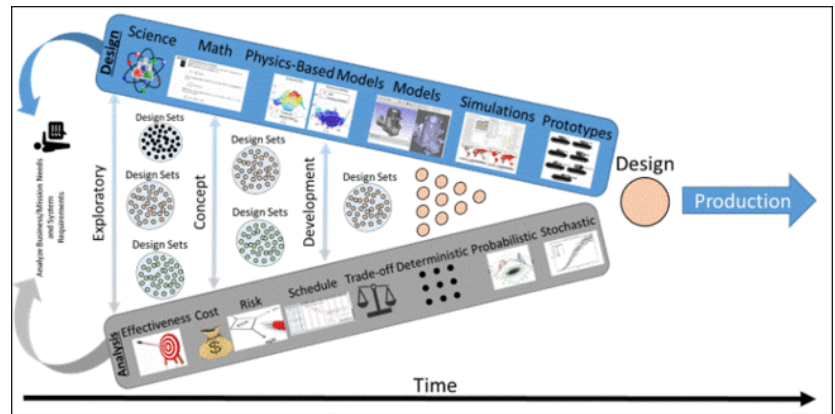 Design
Science
Math
Physics-Based Models
Models
Simulations
Prototypes
Analyze Business/Mission Needs
and System
Requirements
Exploratory
Design Sets
Design Sets
Design Sets
Concept
Design Sets
Design Sets
Development
Design Sets
Design
Production
Analysis
Effectiveness
Cost
Risk
Schedule
Trade-off
Deterministic
Probabilistic
Stochastic
Time